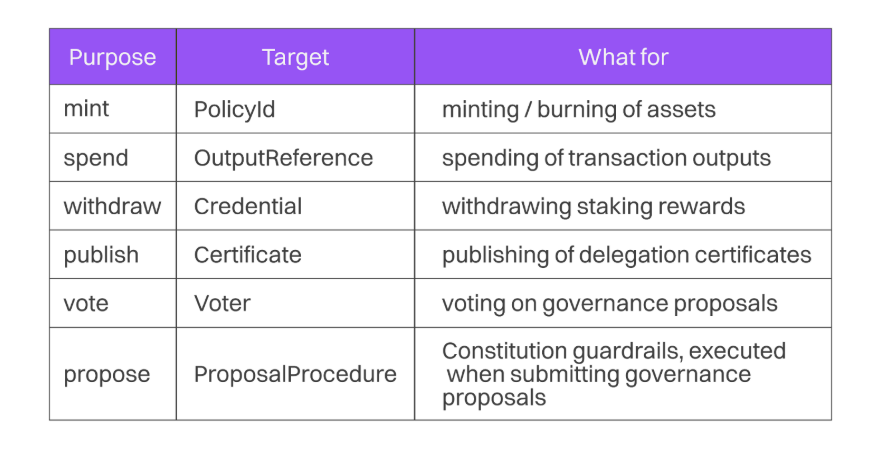 Purpose Target What for
mint PolicyId minting / burning of assets
spend OutputReference spending of transaction outputs
withdraw Credential withdrawing staking rewards
publish Certificate publishing of delegation certificates
vote Voter voting on governance proposals
propose ProposalProcedure Constitution guardrails, executed
when submitting governance
proposals